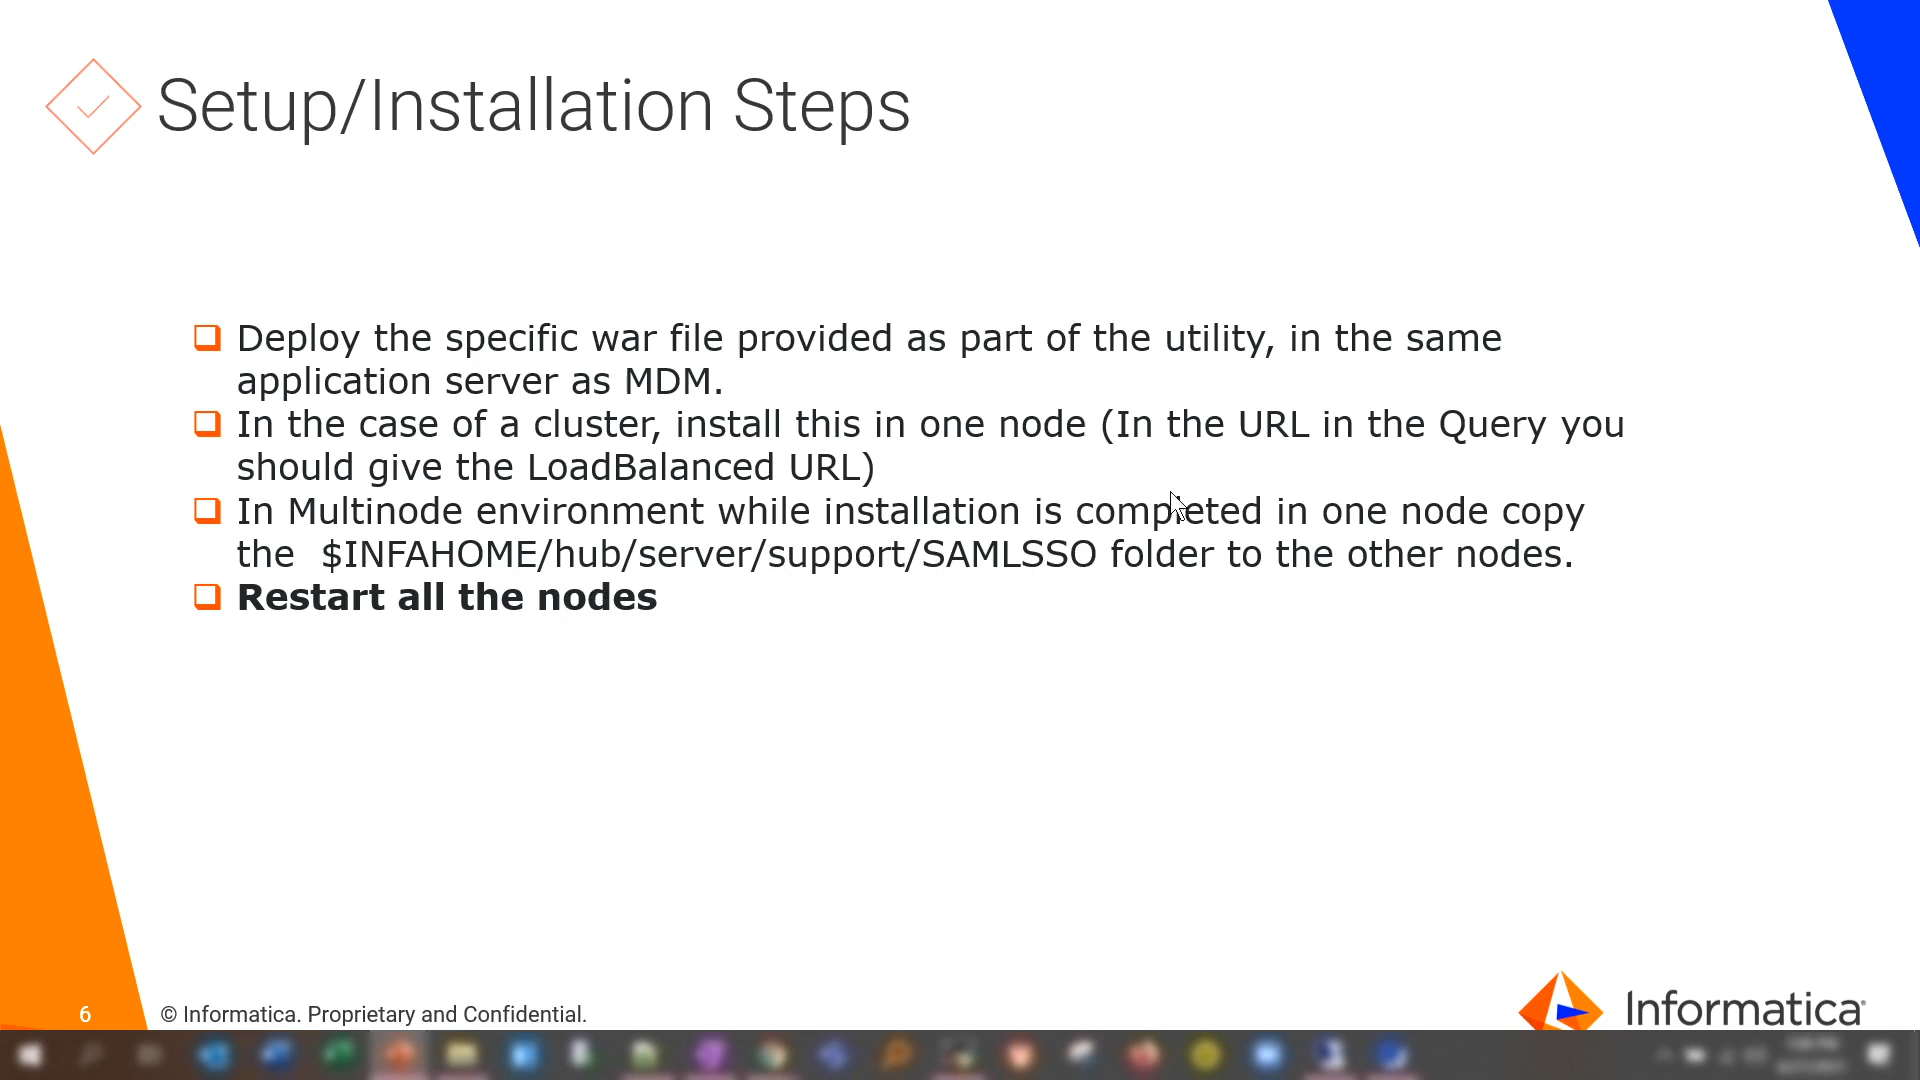 Setup/Installation Steps
Deploy the specific war file provided as part of the utility, in the same
application server as MDM.
In the case of a cluster, install this in one node (In the URL in the Query you
should give the LoadBalanced URL)
In Multinode environment while installation is completed in one node copy
the  $INFAHOME/hub/server/support/SAMLSSO folder to the other nodes.
Restart all the nodes
6
© Informatica. Proprietary and Confidential.
Informatica